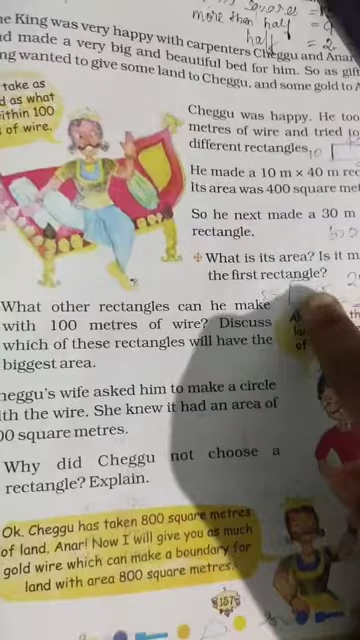 more than half = 9
half = 2
e King was very happy with carpenters Cheggu and Anar
d made a very big and beautiful bed for him. So as gift
ng wanted to give some land to Cheggu, and some gold to
take as
d as what
ithin 100
s of wire.
Cheggu was happy. He too
metres of wire and tried to
different rectangles.
He made a 10 m × 40 m rec
Its area was 400 square met
So he next made a 30 m
rectangle.
What is its area? Is it m
the first rectangle?
What other rectangles can he make
with 100 metres of wire? Discuss
which of these rectangles will have the
biggest area.
heggu's wife asked him to make a circle
ith the wire. She knew it had an area of
00 square metres.
Why did Cheggu not choose a
rectangle? Explain.
Ok. Cheggu has taken 800 square metres
of land. Anar! Now I will give you as much
gold wire which can make a boundary for
land with area 800 square metres.
157